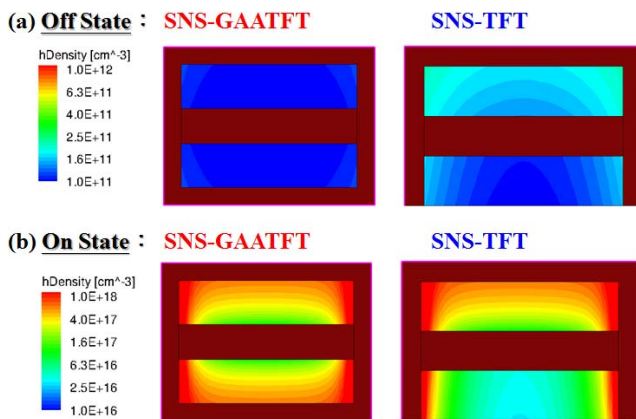 (a) Off State : SNS-GAATFT SNS-TFT
hDensity [cm^-3]
1.0E+12
6.3E+11
4.0E+11
2.5E+11
1.6E+11
1.0E+11
(b) On State : SNS-GAATFT SNS-TFT
hDensity [cm^-3]
1.0E+18
4.0E+17
1.6E+17
6.3E+16
2.5E+16
1.0E+16